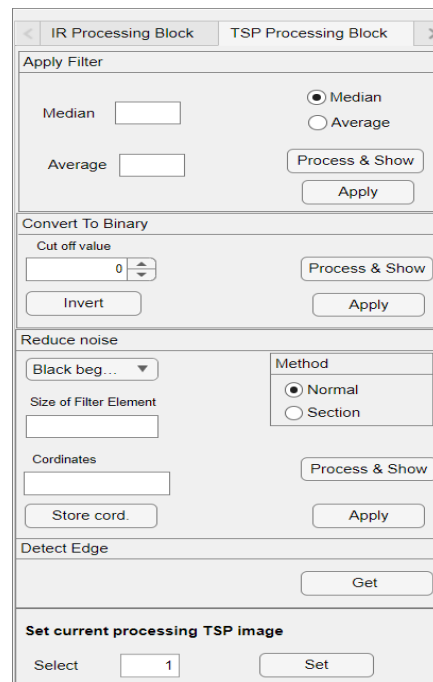 IR Processing Block TSP Processing Block
Apply Filter
Median
Median
Average
Average
Process & Show
Apply
Convert To Binary
Cut off value
0
Process & Show
Invert
Apply
Reduce noise
Black beg...
Method
Normal
Size of Filter Element
Section
Cordinates
Process & Show
Store cord.
Apply
Detect Edge
Get
Set current processing TSP image
Select 1 Set